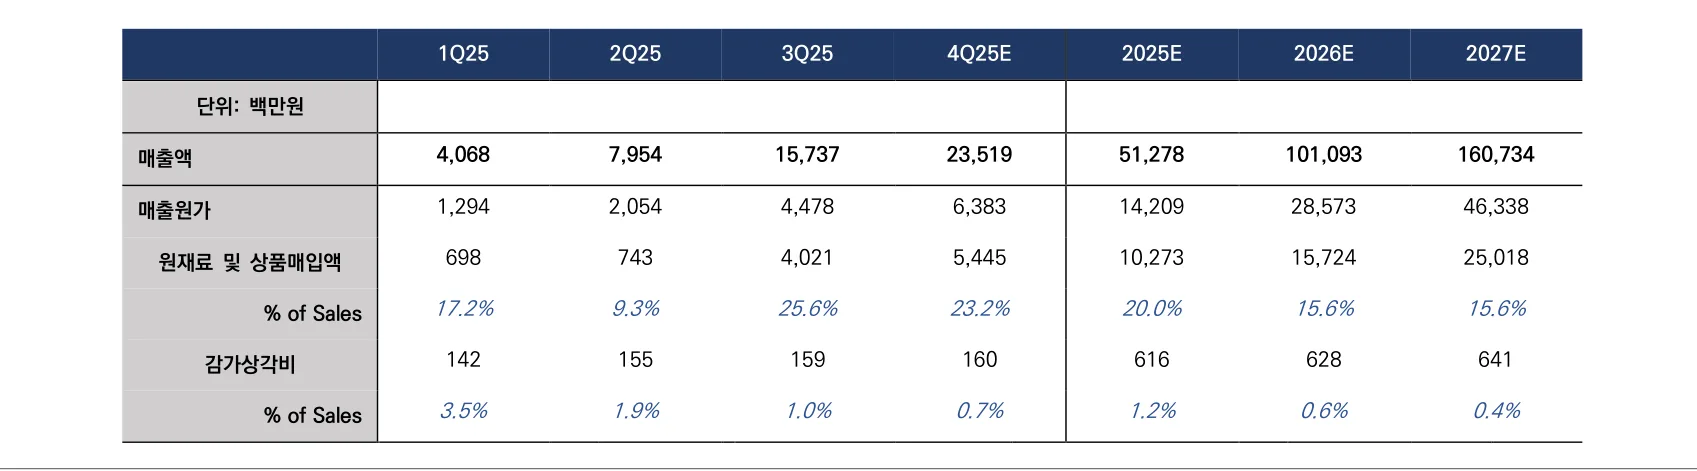 1Q25 2Q25 3Q25 4Q25E 2025E 2026E 2027E
단위: 백만원
매출액 4,068 7,954 15,737 23,519 51,278 101,093 160,734
매출원가 1,294 2,054 4,478 6,383 14,209 28,573 46,338
원재료 및 상품매입액 698 743 4,021 5,445 10,273 15,724 25,018
% of Sales 17.2% 9.3% 25.6% 23.2% 20.0% 15.6% 15.6%
감가상각비 142 155 159 160 616 628 641
% of Sales 3.5% 1.9% 1.0% 0.7% 1.2% 0.6% 0.4%